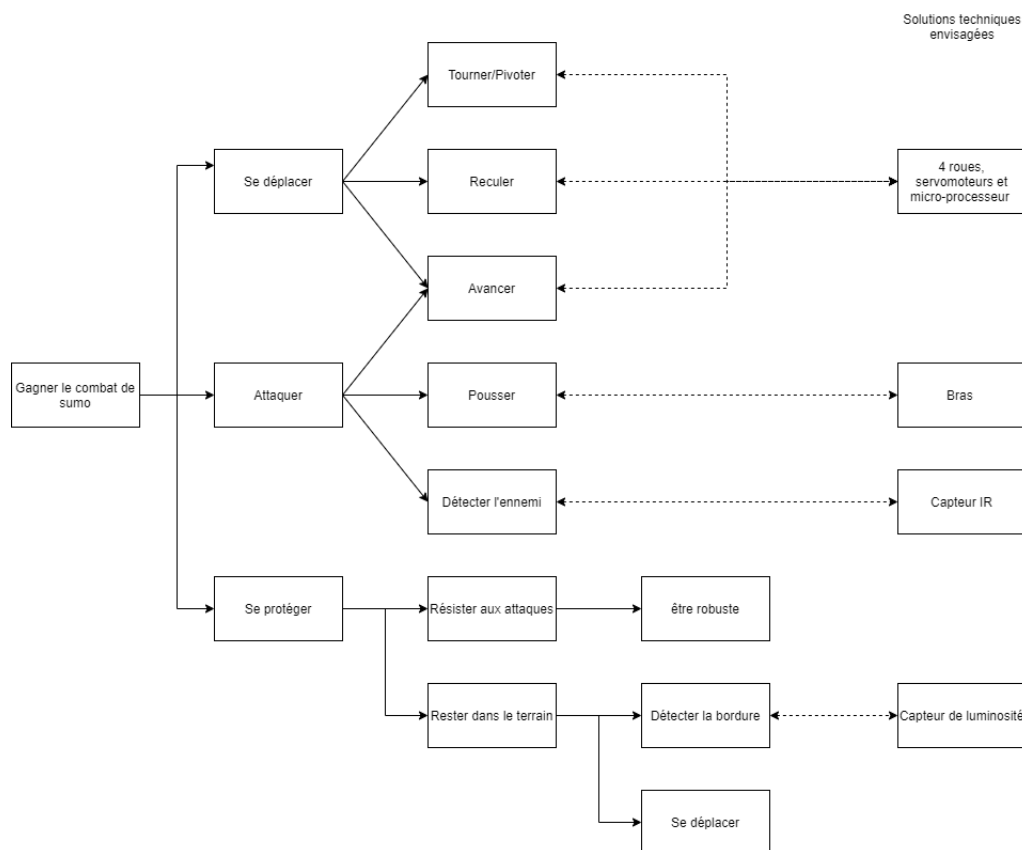 Solutions techniques
envisagées
Tourner/Pivoter
Se déplacer
Reculer
4 roues,
servomoteurs et
micro-processeur
Avancer
Gagner le combat de
sumo
Attaquer
Pousser
Bras
Détecter l'ennemi
Capteur IR
Se protéger
Résister aux attaques
être robuste
Rester dans le terrain
Détecter la bordure
Capteur de luminosité
Se déplacer